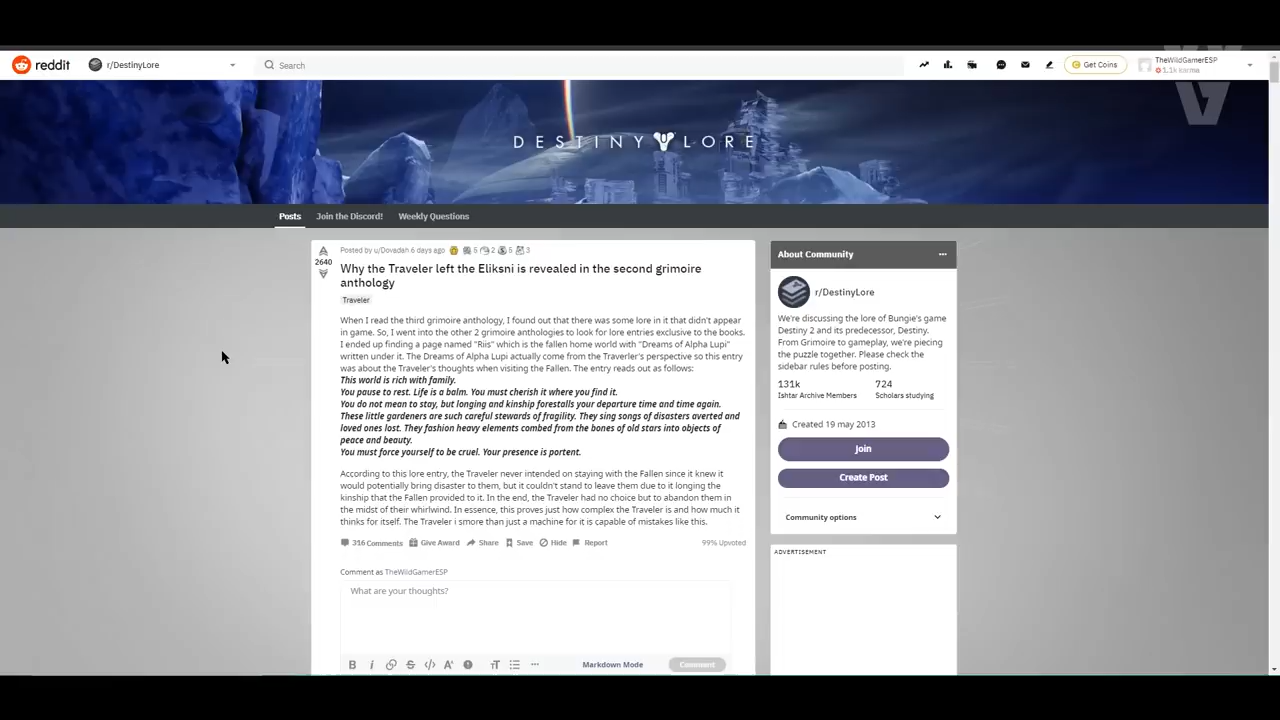 reddit
r/DestinyLore
Search
Get Coins
TheWildGamerESP
1.1k karma
DESTINY LORE
Posts
Join the Discord!
Weekly Questions
Posted by u/Dovadah 6 days ago
5
2
5
3
2640
Why the Traveler left the Eliksni is revealed in the second grimoire
anthology
Traveler
When I read the third grimoire anthology, I found out that there was some lore in it that didn't appear
in game. So, I went into the other 2 grimoire anthologies to look for lore entries exclusive to the books.
I ended up finding a page named "Riis" which is the fallen home world with "Dreams of Alpha Lupi"
written under it. The Dreams of Alpha Lupi actually come from the Traverler's perspective so this entry
was about the Traveler's thoughts when visiting the Fallen. The entry reads out as follows:
This world is rich with family.
You pause to rest. Life is a balm. You must cherish it where you find it.
You do not mean to stay, but longing and kinship forestalls your departure time and time again.
These little gardeners are such careful stewards of fragility. They sing songs of disasters averted and
loved ones lost. They fashion heavy elements combed from the bones of old stars into objects of
peace and beauty.
You must force yourself to be cruel. Your presence is portent.
According to this lore entry, the Traveler never intended on staying with the Fallen since it knew it
would potentially bring disaster to them, but it couldn't stand to leave them due to it longing the
kinship that the Fallen provided to it. In the end, the Traveler had no choice but to abandon them in
the midst of their whirlwind. In essence, this proves just how complex the Traveler is and how much it
thinks for itself. The Traveler i smore than just a machine for it is capable of mistakes like this.
316 Comments
Give Award
Share
Save
Hide
Report
99% Upvoted
Comment as TheWildGamerESP
What are your thoughts?
Markdown Mode
Comment
About Community
r/DestinyLore
We're discussing the lore of Bungie's game
Destiny 2 and its predecessor, Destiny.
From Grimoire to gameplay, we're piecing
the puzzle together. Please check the
sidebar rules before posting.
131k
724
Ishtar Archive Members
Scholars studying
Created 19 may 2013
Join
Create Post
Community options
ADVERTISEMENT